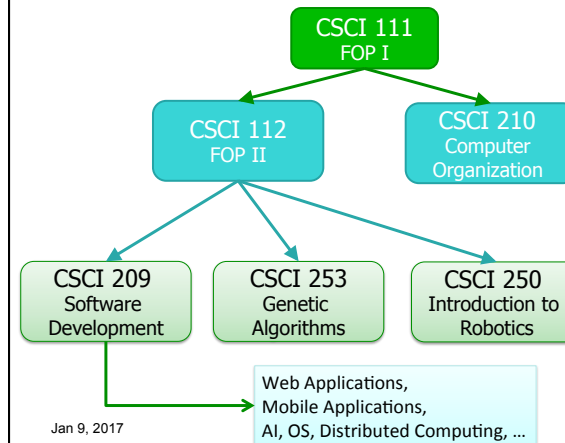 CSCI 111
FOP I
CSCI 112
FOP II
CSCI 210
Computer
Organization
CSCI 209
Software
Development
CSCI 253
Genetic
Algorithms
CSCI 250
Introduction to
Robotics
Web Applications,
Mobile Applications,
AI, OS, Distributed Computing, ...
Jan 9, 2017